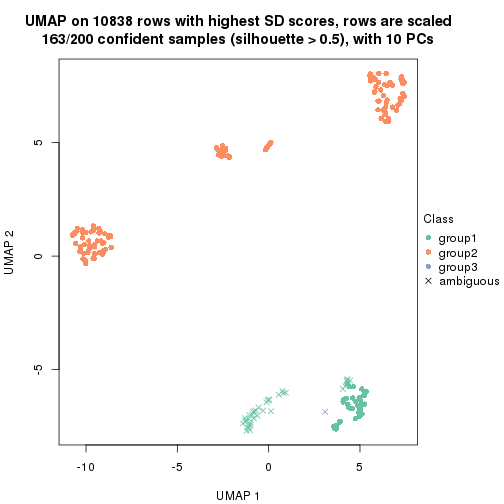 UMAP on 10838 rows with highest SD scores, rows are scaled
163/200 confident samples (silhouette > 0.5), with 10 PCs
UMAP 2
5
0
-5
-10
-5
0
5
UMAP 1
Class
group1
group2
group3
ambiguous